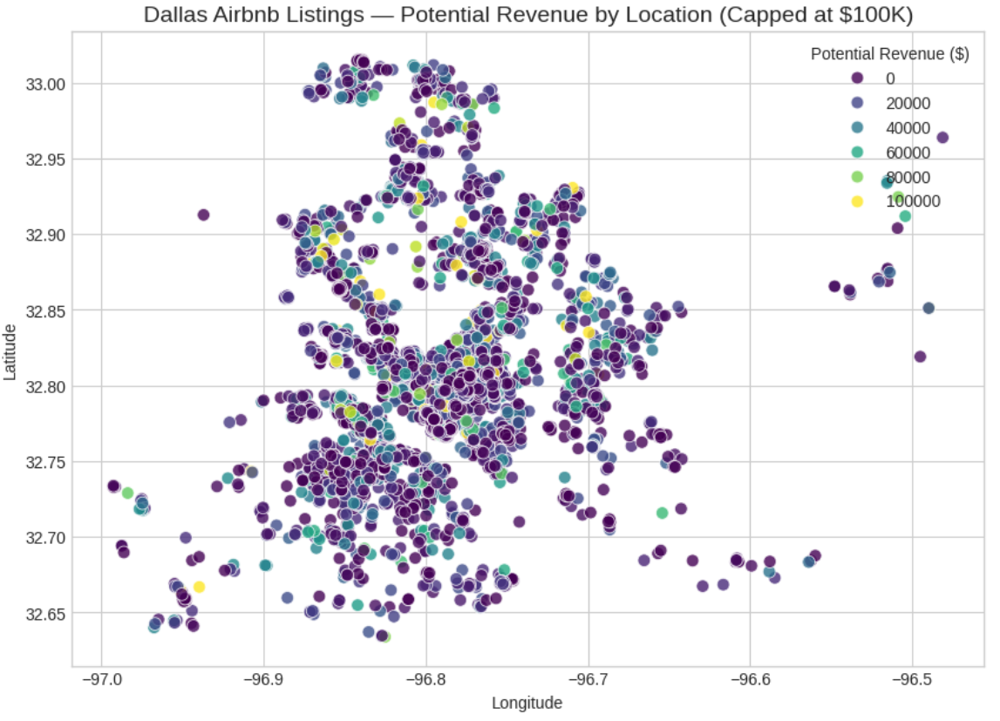 Dallas Airbnb Listings — Potential Revenue by Location (Capped at $100K)
Potential Revenue ($)
0
20000
40000
60000
80000
100000
33.00
32.95
32.90
32.85
32.80
32.75
32.70
32.65
Latitude
−97.0 −96.9 −96.8 −96.7 −96.6 −96.5
Longitude